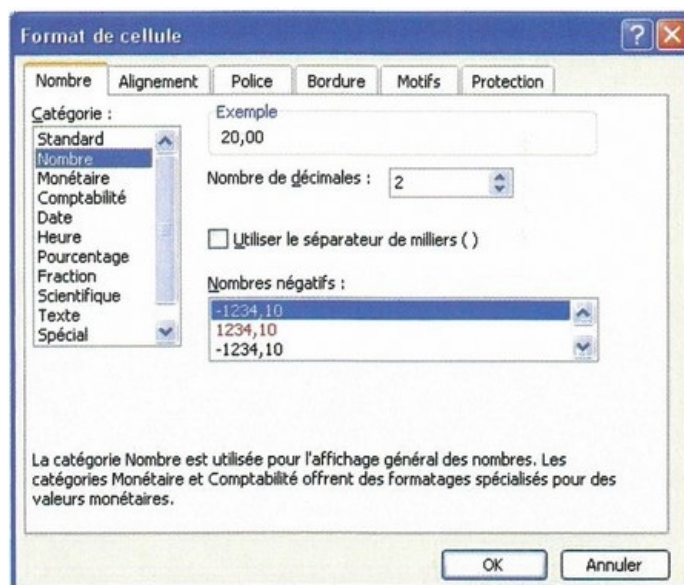 Format de cellule
Nombre Alignement Police Bordure Motifs Protection
Catégorie :
Standard
Nombre
Monétaire
Comptabilité
Date
Heure
Pourcentage
Fraction
Scientifique
Texte
Spécial
Exemple
20,00
Nombre de décimales : 2
Utiliser le séparateur de milliers ( )
Nombres négatifs :
-1234,10
1234,10
-1234,10
La catégorie Nombre est utilisée pour l'affichage général des nombres. Les
catégories Monétaire et Comptabilité offrent des formatages spécialisés pour des
valeurs monétaires.
OK Annuler